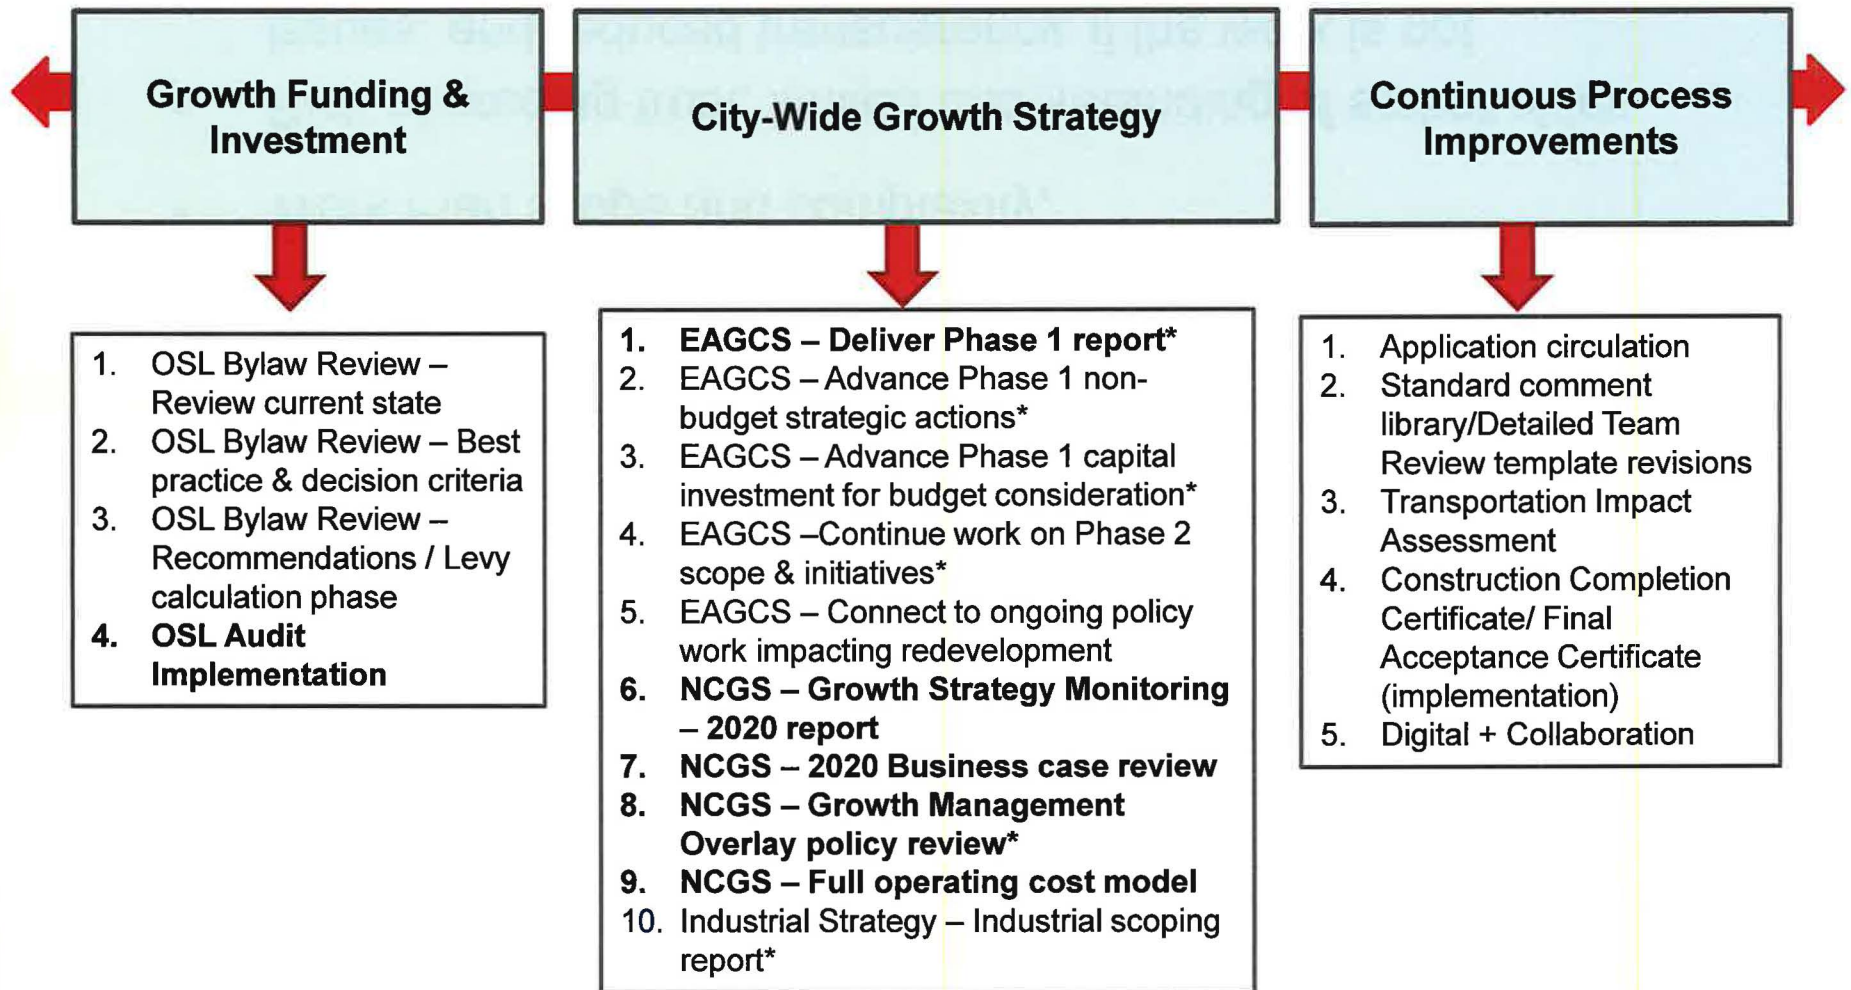 Growth Funding &
Investment
City-Wide Growth Strategy
Continuous Process
Improvements
1. OSL Bylaw Review –
Review current state
2. OSL Bylaw Review – Best
practice & decision criteria
3. OSL Bylaw Review –
Recommendations / Levy
calculation phase
4. OSL Audit
Implementation
1. EAGCS – Deliver Phase 1 report*
2. EAGCS – Advance Phase 1 non-
budget strategic actions*
3. EAGCS – Advance Phase 1 capital
investment for budget consideration*
4. EAGCS –Continue work on Phase 2
scope & initiatives*
5. EAGCS – Connect to ongoing policy
work impacting redevelopment
6. NCGS – Growth Strategy Monitoring
– 2020 report
7. NCGS – 2020 Business case review
8. NCGS – Growth Management
Overlay policy review*
9. NCGS – Full operating cost model
10. Industrial Strategy – Industrial scoping
report*
1. Application circulation
2. Standard comment
library/Detailed Team
Review template revisions
3. Transportation Impact
Assessment
4. Construction Completion
Certificate/ Final
Acceptance Certificate
(implementation)
5. Digital + Collaboration